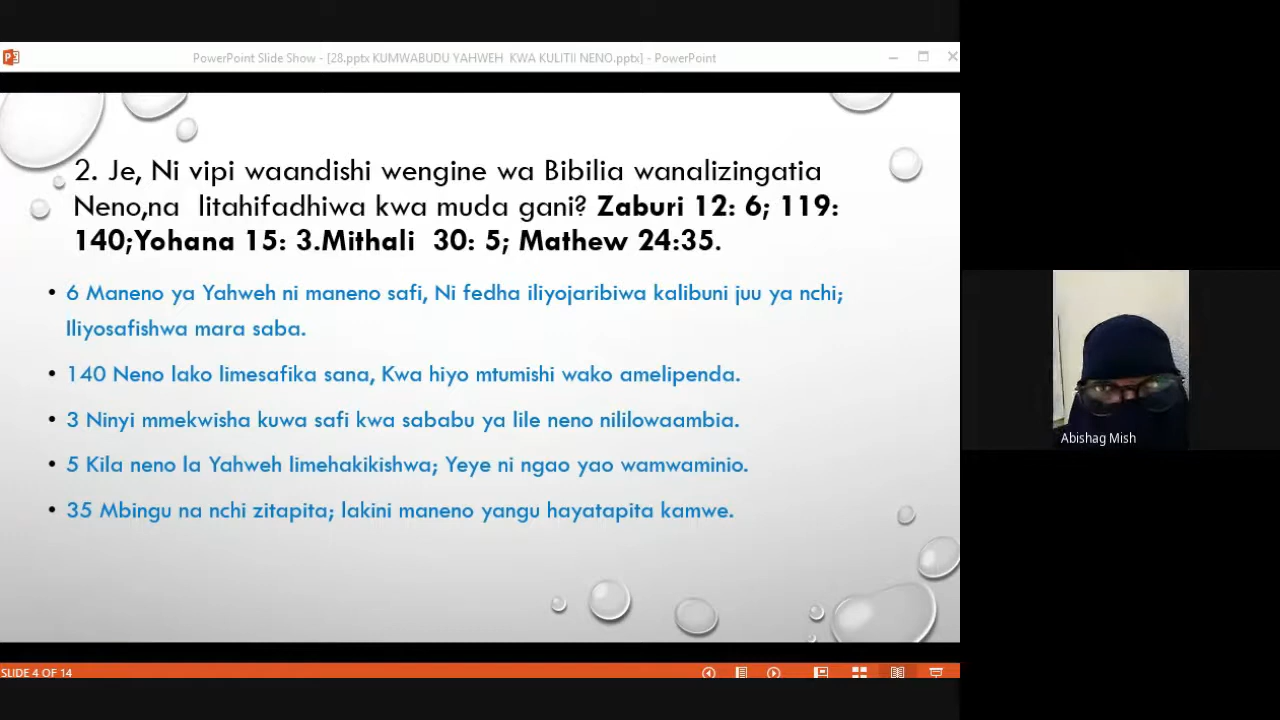 PowerPoint Slide Show - [28.pptx KUMWABUDU YAHWEH KWA KULITII NENO.pptx] - PowerPoint
2. Je, Ni vipi waandishi wengine wa Bibilia wanalizingatia
Neno,na litahifadhiwa kwa muda gani? Zaburi 12: 6; 119:
140;Yohana 15: 3.Mithali 30: 5; Mathew 24:35.
• 6 Maneno ya Yahweh ni maneno safi, Ni fedha iliyojaribiwa kalibuni juu ya nchi;
Iliyosafishwa mara saba.
• 140 Neno lako limesafika sana, Kwa hiyo mtumishi wako amelipenda.
• 3 Ninyi mmekwisha kuwa safi kwa sababu ya lile neno nililowaambia.
• 5 Kila neno la Yahweh limehakikishwa; Yeye ni ngao yao wamwaminio.
• 35 Mbingu na nchi zitapita; lakini maneno yangu hayatapita kamwe.
Abishag Mish
SLIDE 4 OF 14